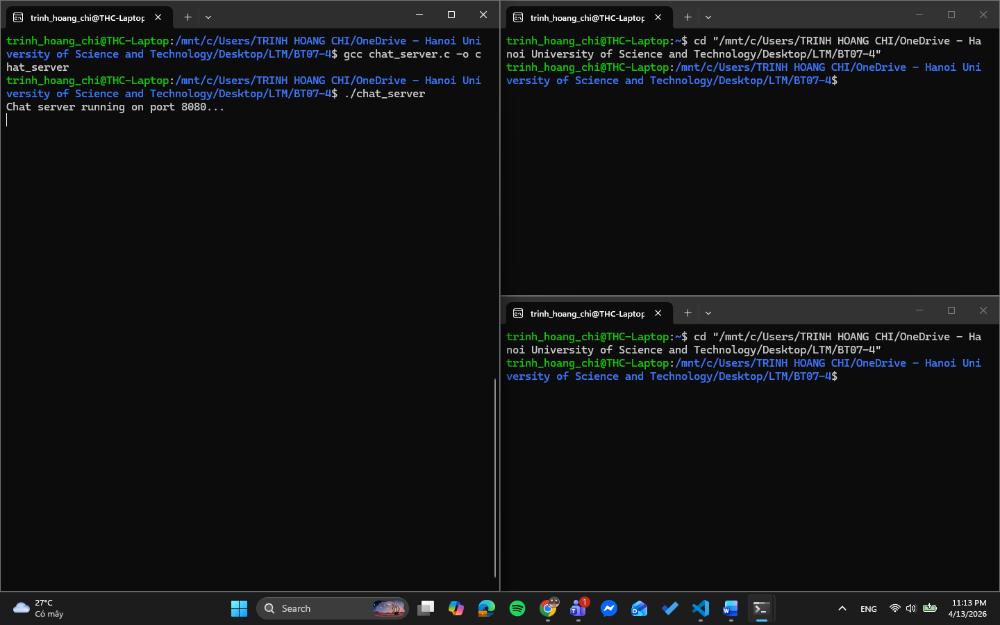 trinh_hoang_chi@THC-Laptop
trinh_hoang_chi@THC-Laptop:/mnt/c/Users/TRINH HOANG CHI/OneDrive - Hanoi Uni
versity of Science and Technology/Desktop/LTM/BT07-4$ gcc chat_server.c -o c
hat_server
trinh_hoang_chi@THC-Laptop:/mnt/c/Users/TRINH HOANG CHI/OneDrive - Hanoi Uni
versity of Science and Technology/Desktop/LTM/BT07-4$ ./chat_server
Chat server running on port 8080...
trinh_hoang_chi@THC-Laptop
trinh_hoang_chi@THC-Laptop:~$ cd "/mnt/c/Users/TRINH HOANG CHI/OneDrive - Ha
noi University of Science and Technology/Desktop/LTM/BT07-4"
trinh_hoang_chi@THC-Laptop:/mnt/c/Users/TRINH HOANG CHI/OneDrive - Hanoi Uni
versity of Science and Technology/Desktop/LTM/BT07-4$
trinh_hoang_chi@THC-Laptop
trinh_hoang_chi@THC-Laptop:~$ cd "/mnt/c/Users/TRINH HOANG CHI/OneDrive - Ha
noi University of Science and Technology/Desktop/LTM/BT07-4"
trinh_hoang_chi@THC-Laptop:/mnt/c/Users/TRINH HOANG CHI/OneDrive - Hanoi Uni
versity of Science and Technology/Desktop/LTM/BT07-4$
27°C
Có mây
Search
1
ENG
11:13 PM
4/13/2026